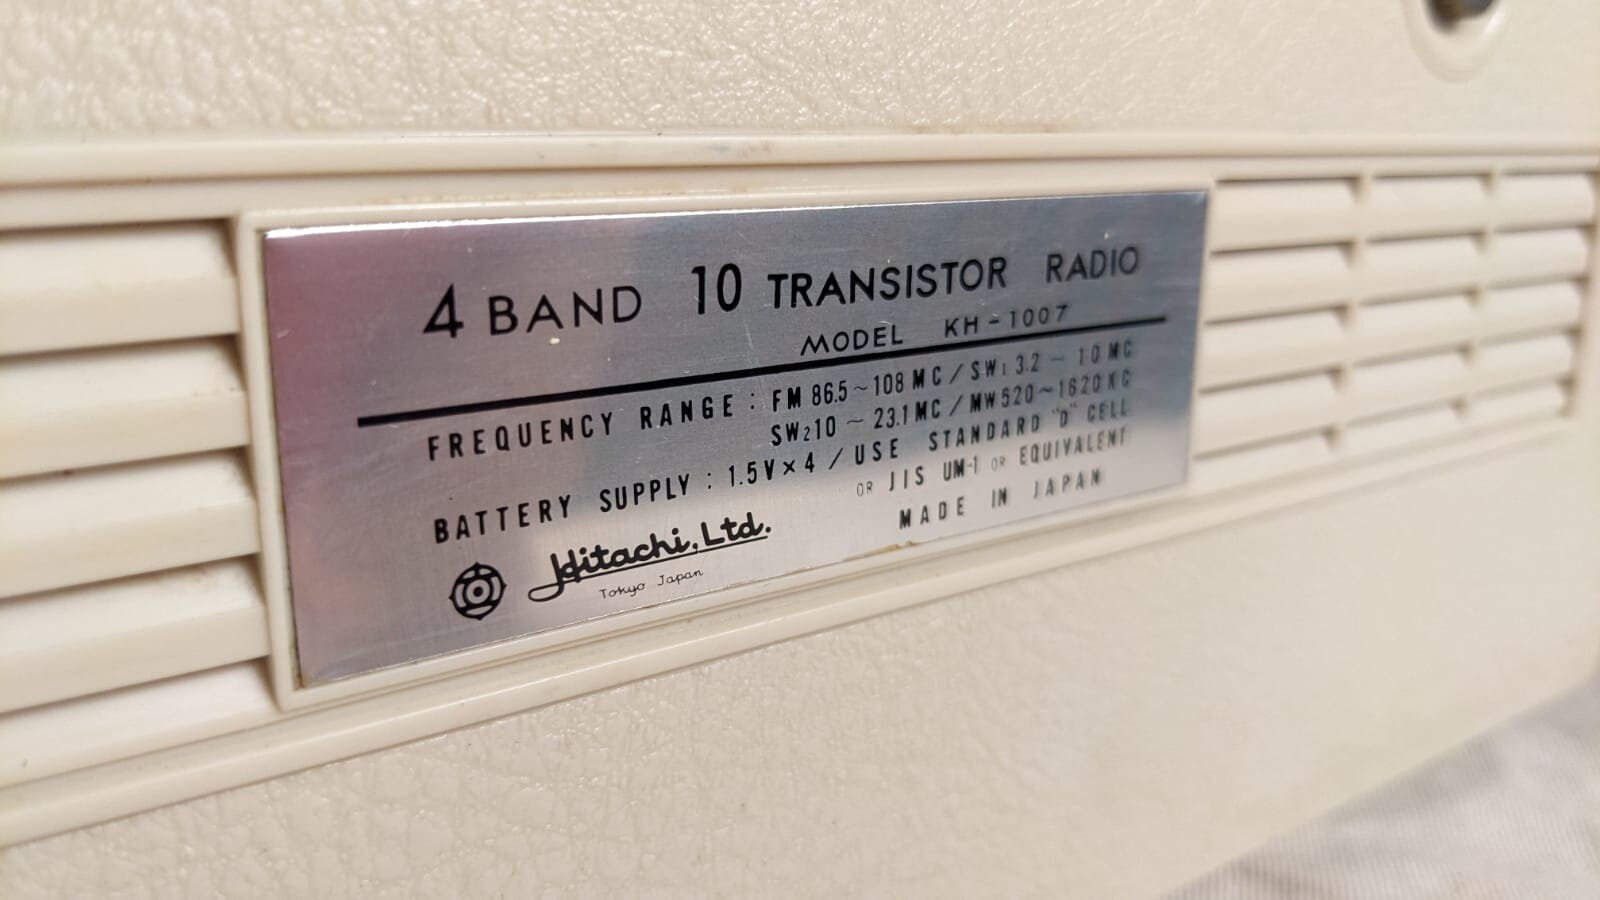 4 BAND 10 TRANSISTOR RADIO
MODEL KH-1007
FREQUENCY RANGE : FM 86.5~108 MC / SW₁ 3.2 ~ 10 MC
SW₂ 10 ~ 23.1 MC / MW 520~1620 KC
BATTERY SUPPLY : 1.5V×4 / USE STANDARD "D" CELL
OR JIS UM-1 OR EQUIVALENT
MADE IN JAPAN
Hitachi, Ltd.
Tokyo Japan